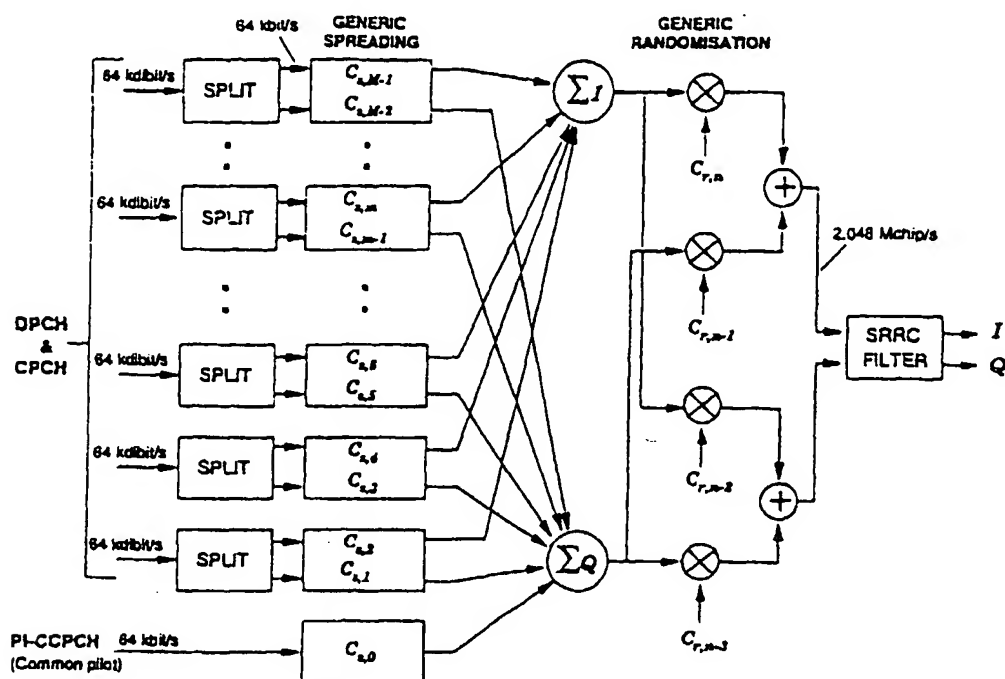 64 kbit/s
GENERIC
SPREADING
GENERIC
RANDOMISATION
64 kdibit/s
SPLIT
C_{s,M-1}
C_{s,M-2}
ΣI
C_{r,n}
64 kdibit/s
SPLIT
C_{s,m}
C_{s,m-1}
+
2.048 Mchip/s
C_{r,n-1}
DPCH
&
CPCH
64 kdibit/s
SPLIT
C_{s,6}
C_{s,5}
SRRC
FILTER
I
Q
64 kdibit/s
SPLIT
C_{s,4}
C_{s,3}
C_{r,n-2}
+
64 kdibit/s
SPLIT
C_{s,2}
C_{s,1}
ΣQ
PI-CCPCH
(Common pilot)
64 kbit/s
C_{s,0}
C_{r,n-3}